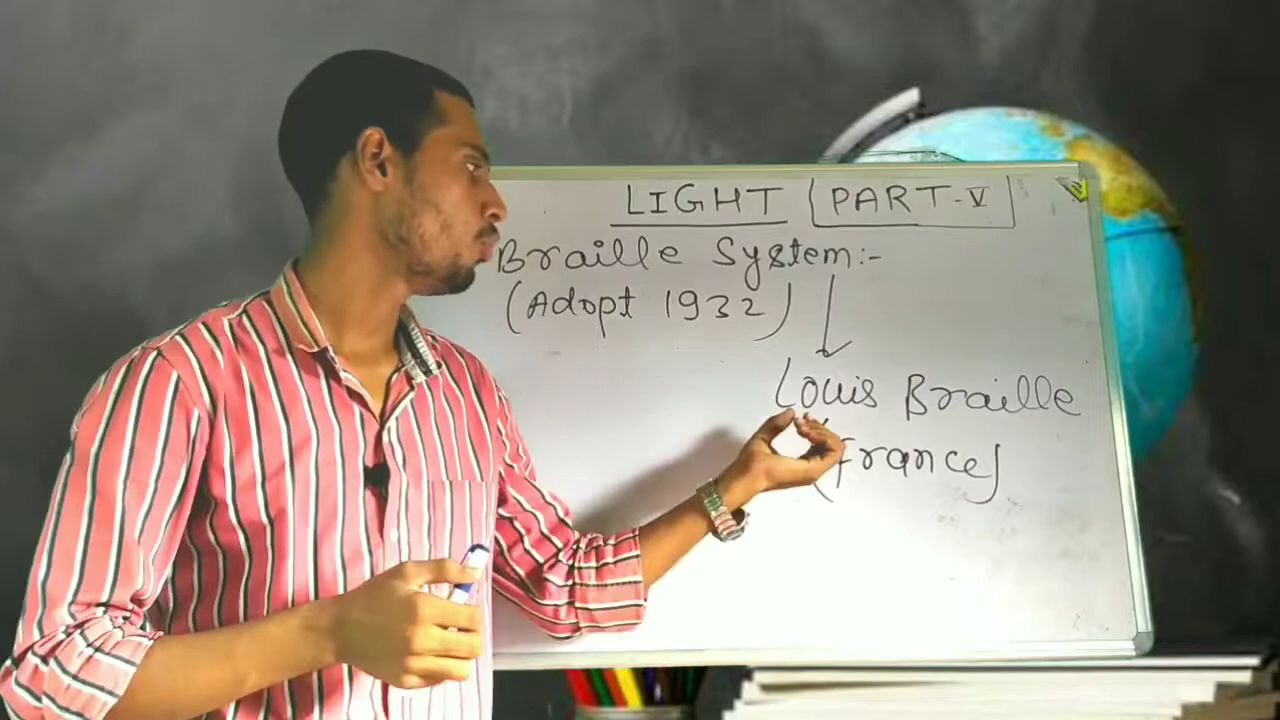 LIGHT (PART-V)
Braille System:-
(Adopt 1932)
Louis Braille
(france)